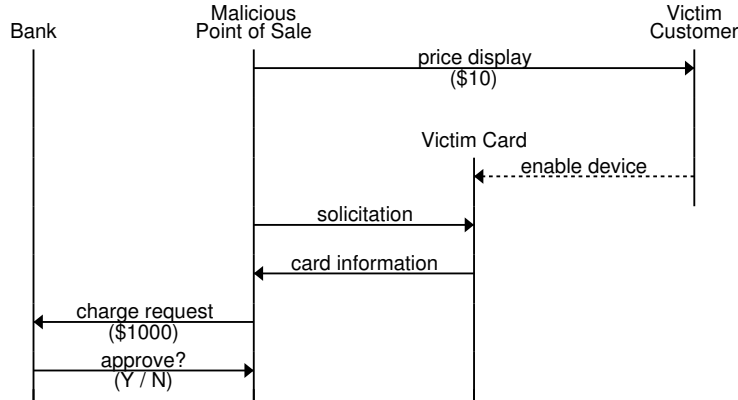 Bank
Malicious
Point of Sale
Victim
Customer
price display
($10)
Victim Card
enable device
solicitation
card information
charge request
($1000)
approve?
(Y / N)